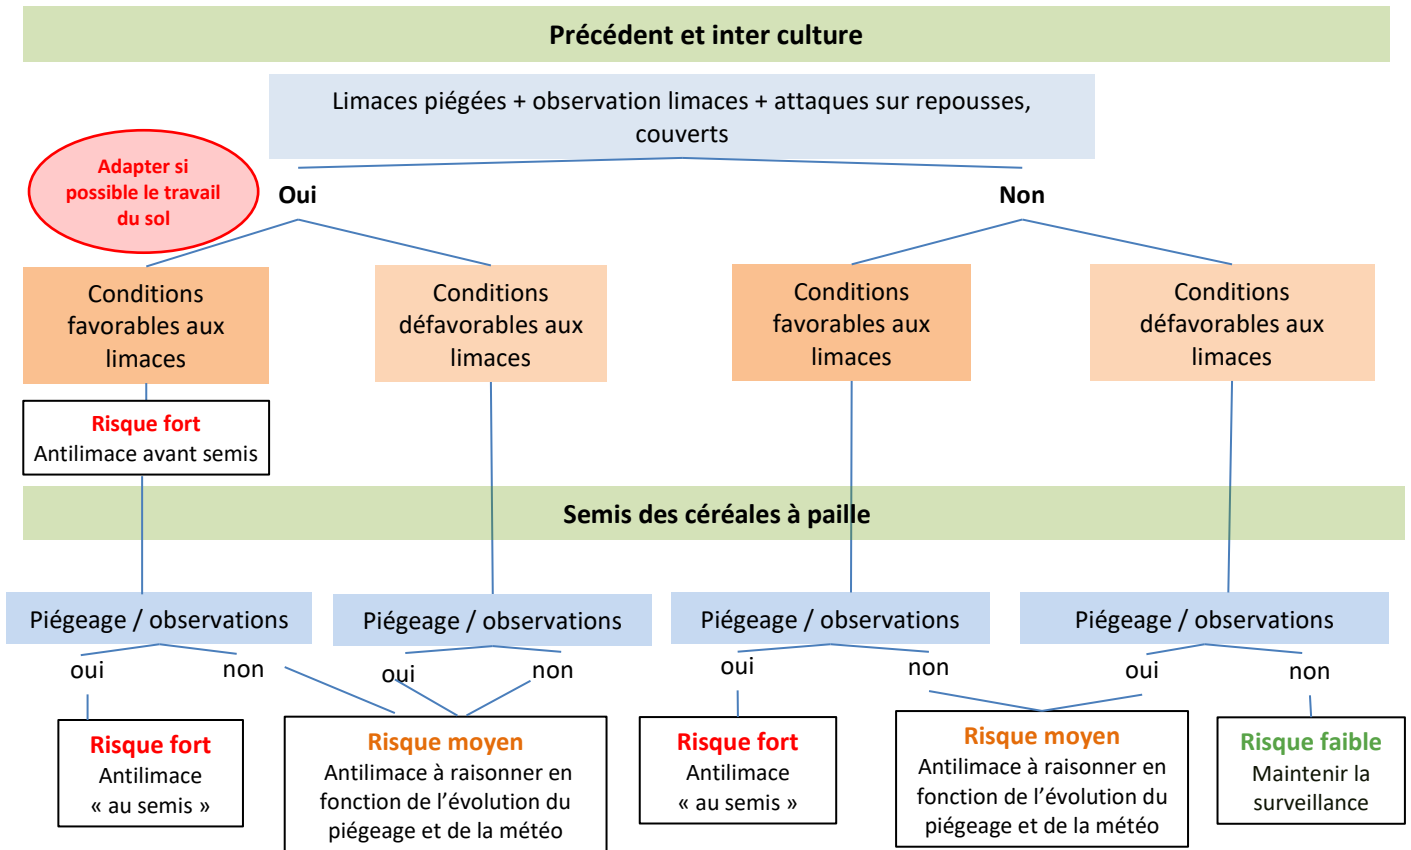 Précédent et inter culture
Limaces piégées + observation limaces + attaques sur repousses,
couverts
Adapter si
possible le travail
du sol
Oui
Non
Conditions
favorables aux
limaces
Conditions
défavorables aux
limaces
Conditions
favorables aux
limaces
Conditions
défavorables aux
limaces
Risque fort
Antilimace avant semis
Semis des céréales à paille
Piégeage / observations
Piégeage / observations
Piégeage / observations
Piégeage / observations
oui
non
oui
non
oui
non
oui
non
Risque fort
Antilimace
« au semis »
Risque moyen
Antilimace à raisonner en
fonction de l’évolution du
piégeage et de la météo
Risque fort
Antilimace
« au semis »
Risque moyen
Antilimace à raisonner en
fonction de l’évolution du
piégeage et de la météo
Risque faible
Maintenir la
surveillance